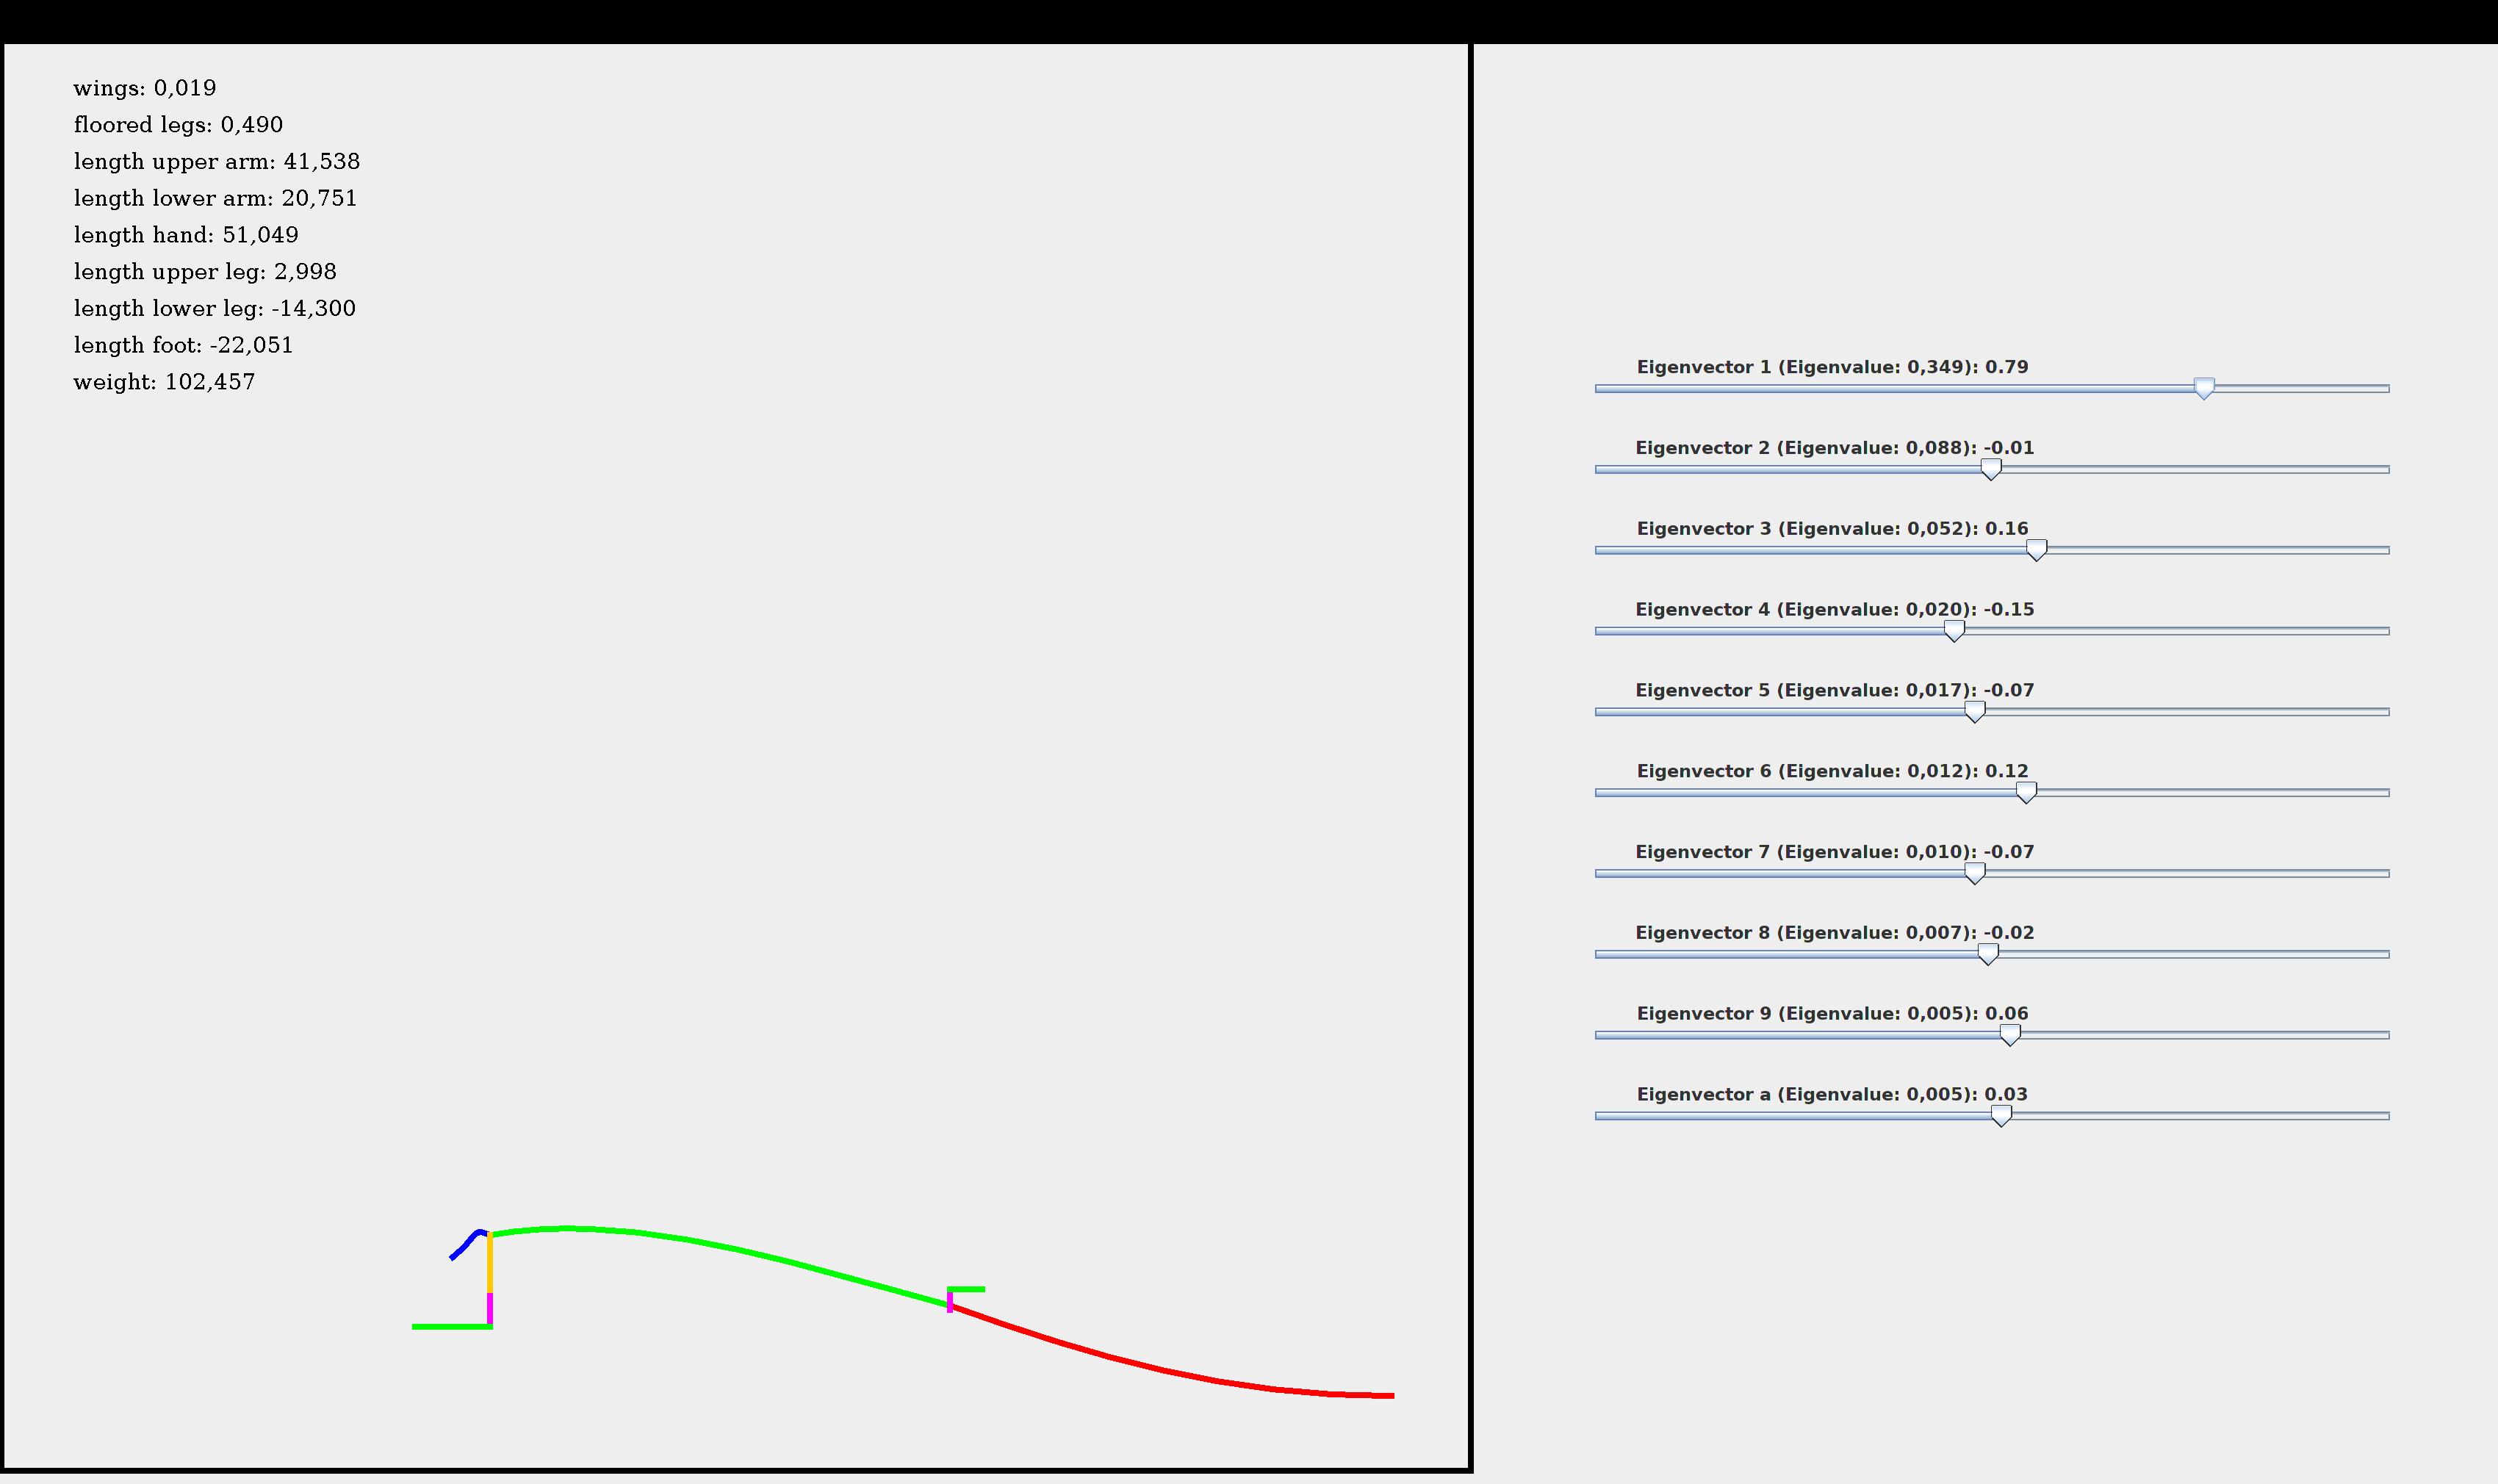 wings: 0,019
floored legs: 0,490
length upper arm: 41,538
length lower arm: 20,751
length hand: 51,049
length upper leg: 2,998
length lower leg: -14,300
length foot: -22,051
weight: 102,457
Eigenvector 1 (Eigenvalue: 0,349): 0.79
Eigenvector 2 (Eigenvalue: 0,088): -0.01
Eigenvector 3 (Eigenvalue: 0,052): 0.16
Eigenvector 4 (Eigenvalue: 0,020): -0.15
Eigenvector 5 (Eigenvalue: 0,017): -0.07
Eigenvector 6 (Eigenvalue: 0,012): 0.12
Eigenvector 7 (Eigenvalue: 0,010): -0.07
Eigenvector 8 (Eigenvalue: 0,007): -0.02
Eigenvector 9 (Eigenvalue: 0,005): 0.06
Eigenvector a (Eigenvalue: 0,005): 0.03